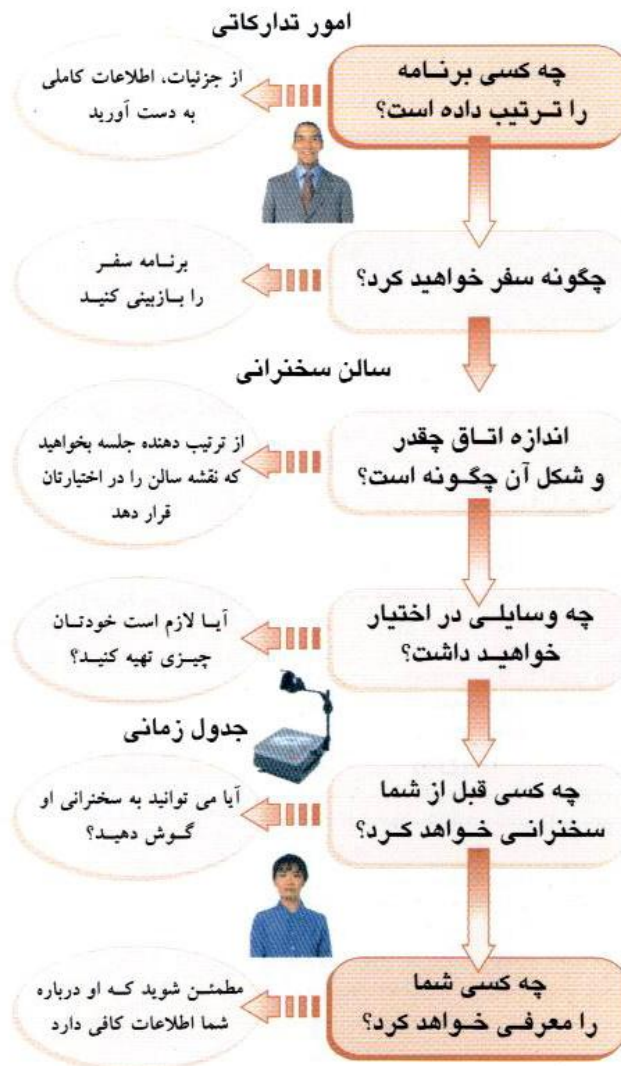 امور تدارکاتی
چه کسی برنامه
را ترتیب داده است؟
از جزئیات، اطلاعات کاملی
به دست آورید
چگونه سفر خواهید کرد؟
برنامه سفر
را بازبینی کنید
سالن سخنرانی
اندازه اتاق چقدر
و شکل آن چگونه است؟
از ترتیب دهنده جلسه بخواهید
که نقشه سالن را در اختیارتان
قرار دهد
چه وسایلی در اختیار
خواهید داشت؟
آیا لازم است خودتان
چیزی تهیه کنید؟
جدول زمانی
چه کسی قبل از شما
سخنرانی خواهد کرد؟
آیا می توانید به سخنرانی او
گوش دهید؟
چه کسی شما
را معرفی خواهد کرد؟
مطمئن شوید که او درباره
شما اطلاعات کافی دارد